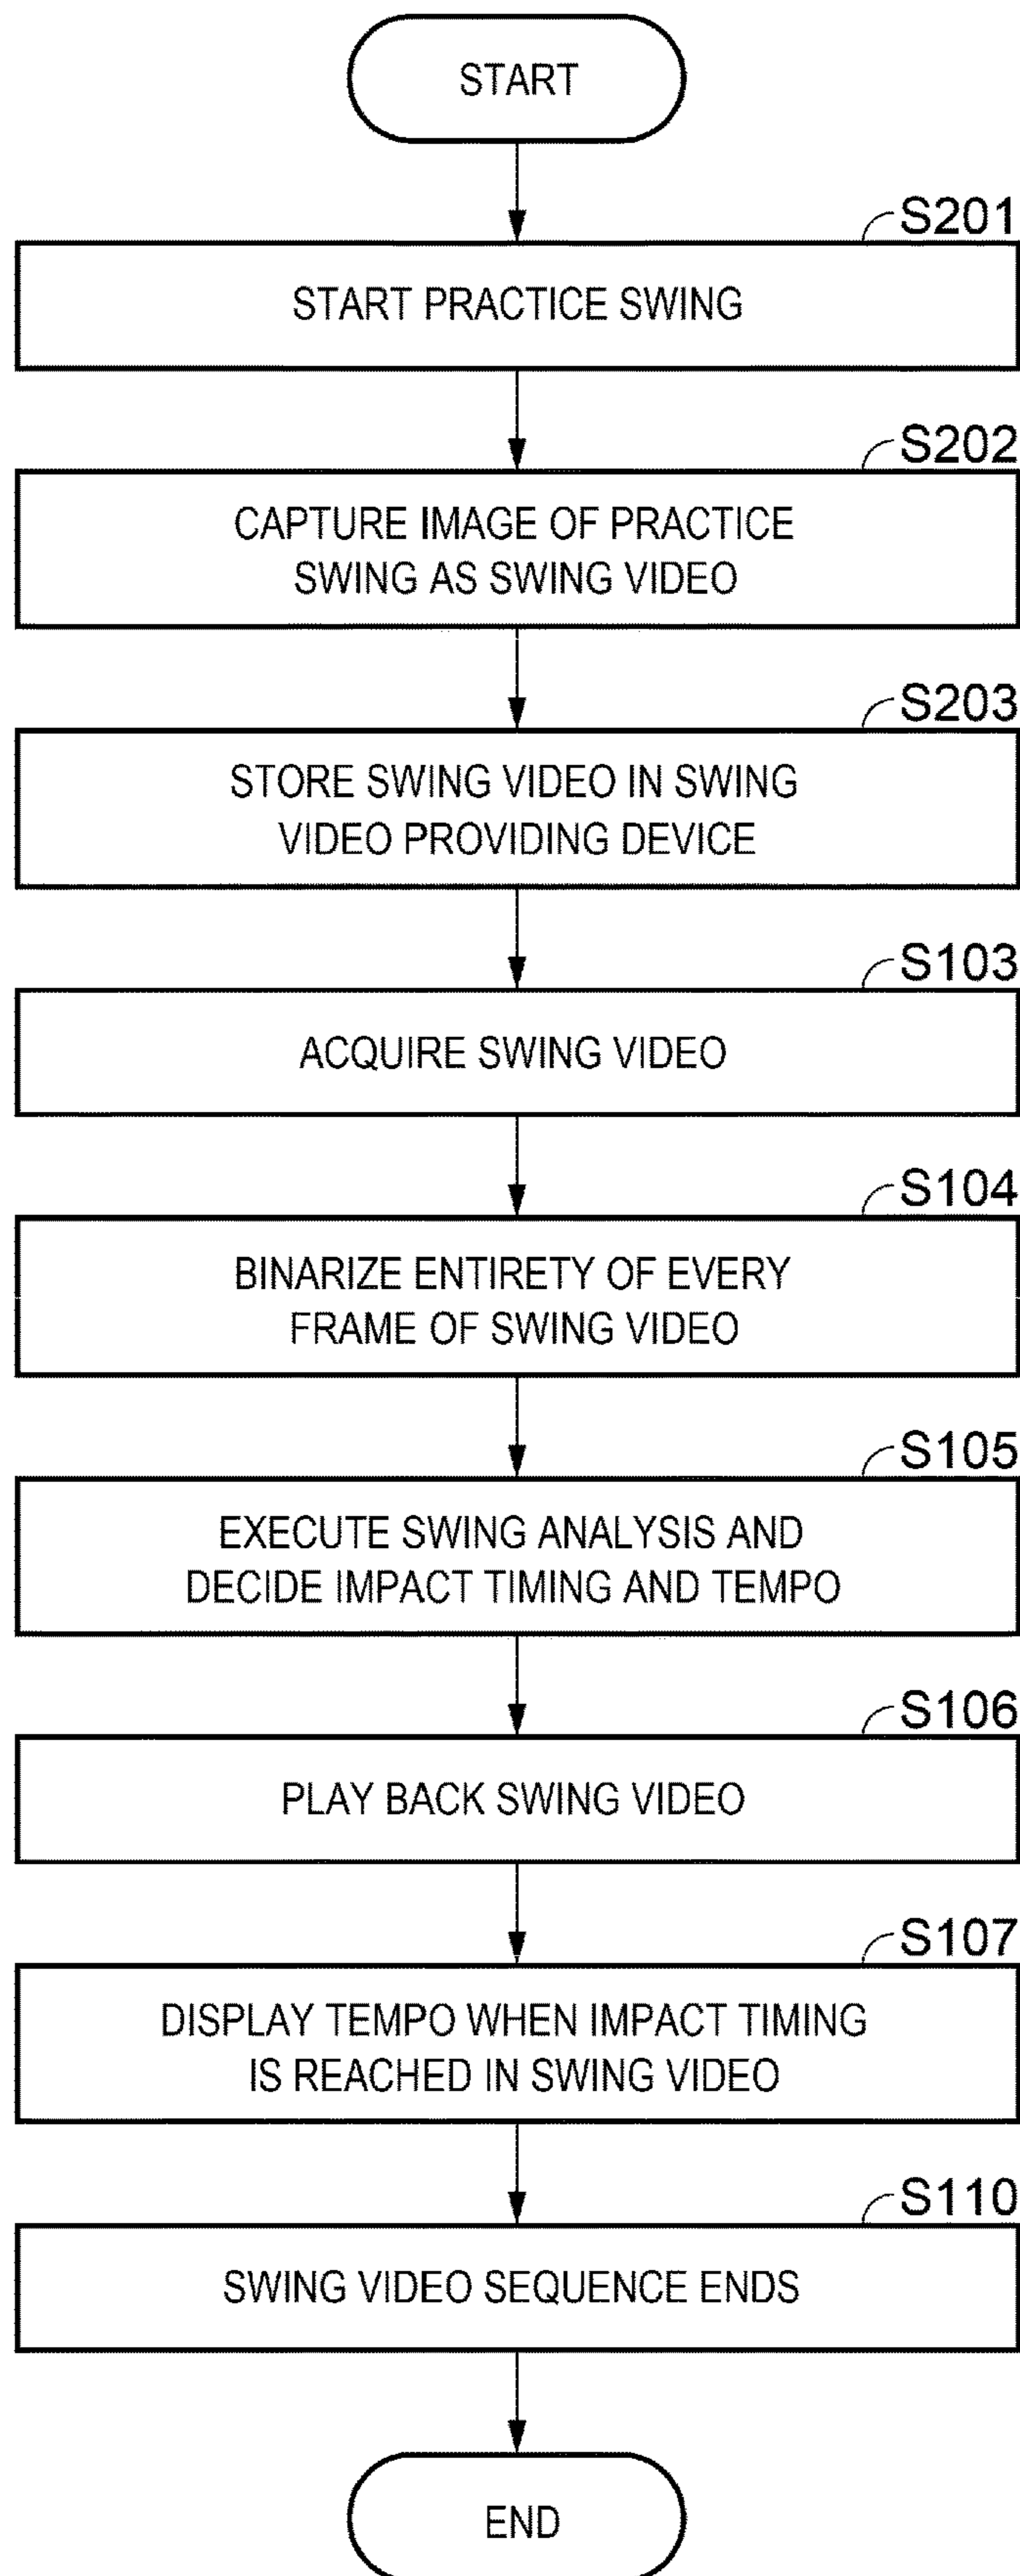 START
S201
START PRACTICE SWING
S202
CAPTURE IMAGE OF PRACTICE
SWING AS SWING VIDEO
S203
STORE SWING VIDEO IN SWING
VIDEO PROVIDING DEVICE
S103
ACQUIRE SWING VIDEO
S104
BINARIZE ENTIRETY OF EVERY
FRAME OF SWING VIDEO
S105
EXECUTE SWING ANALYSIS AND
DECIDE IMPACT TIMING AND TEMPO
S106
PLAY BACK SWING VIDEO
S107
DISPLAY TEMPO WHEN IMPACT TIMING
IS REACHED IN SWING VIDEO
S110
SWING VIDEO SEQUENCE ENDS
END